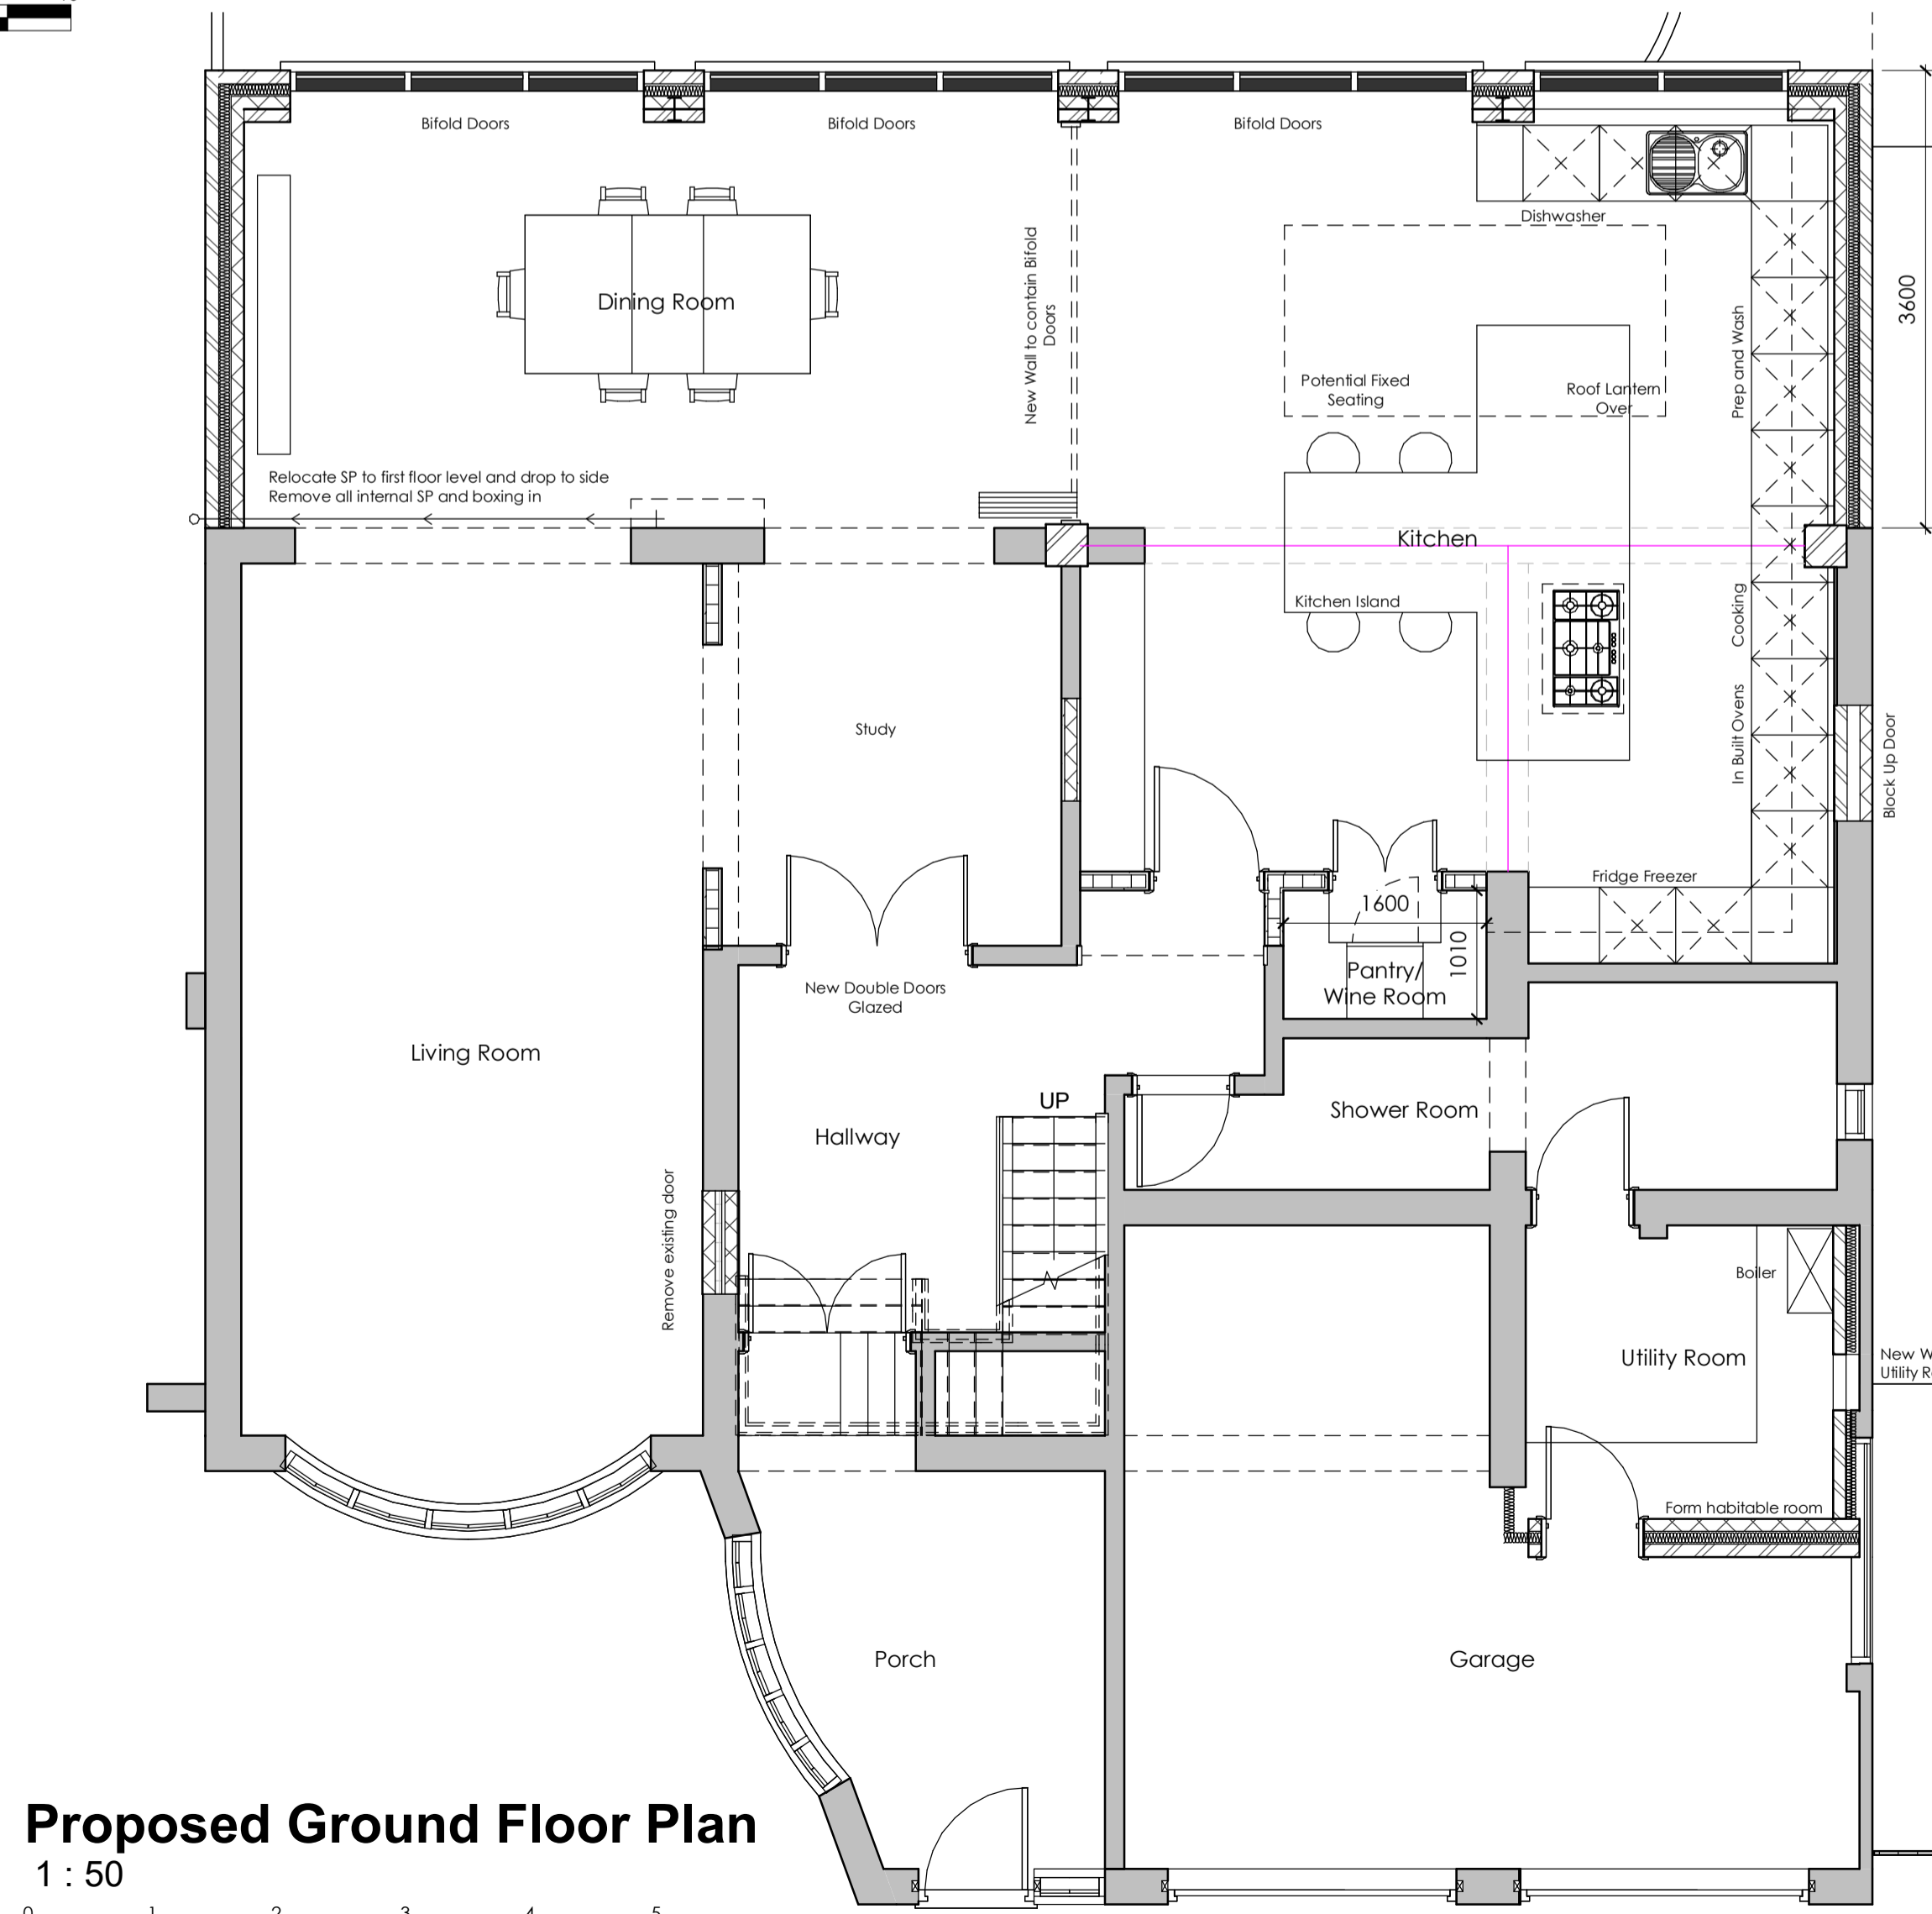 Bifold Doors
Bifold Doors
Bifold Doors
Dishwasher
3600
Dining Room
New Wall to contain Bifold
Doors
Prep and Wash
Potential Fixed
Seating
Roof Lantern
Over
Relocate SP to first floor level and drop to side
Remove all internal SP and boxing in
Kitchen
Kitchen Island
Cooking
Study
In Built Ovens
Block Up Door
Fridge Freezer
1600
1010
Pantry/
Wine Room
New Double Doors
Glazed
Living Room
UP
Shower Room
Hallway
Remove existing door
Boiler
Utility Room
New W
Utility R
Form habitable room
Porch
Garage
Proposed Ground Floor Plan
1 : 50
0 1 2 3 4 5